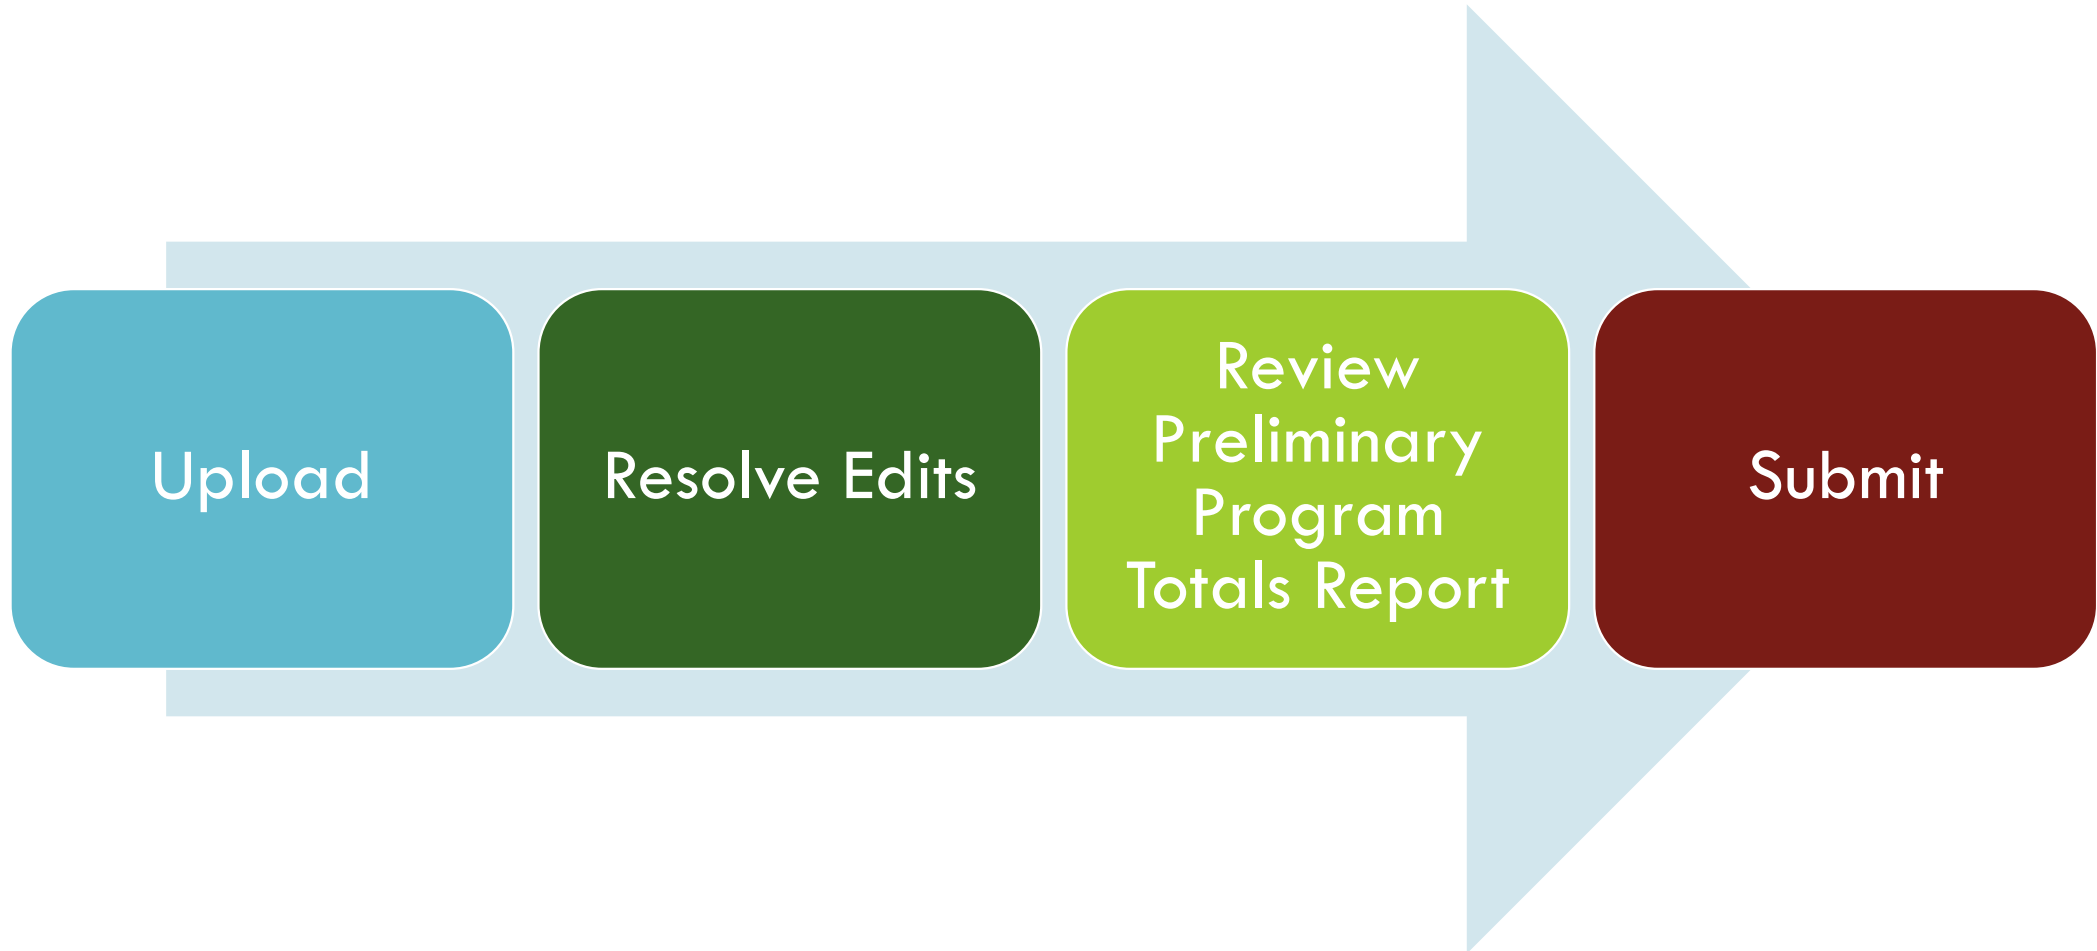 Upload
Resolve Edits
Review
Preliminary
Program
Totals Report
Submit